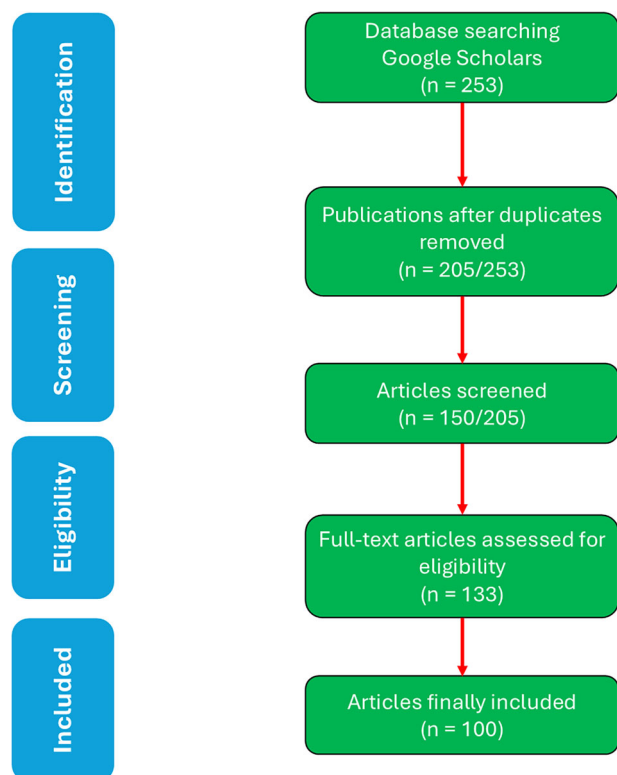 Identification
Database searching
Google Scholars
(n = 253)
Publications after duplicates
removed
(n = 205/253)
Screening
Articles screened
(n = 150/205)
Eligibility
Full-text articles assessed for
eligibility
(n = 133)
Included
Articles finally included
(n = 100)